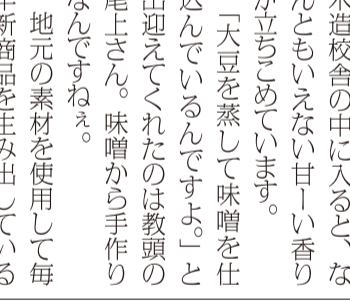 木造校舎の中に入ると、な
んともいえない甘ーい香り
が立ちこめています。
「大豆を蒸して味噌を仕
込んでいるんですよ。」と
出迎えてくれたのは教頭の
尾上さん。味噌から手作り
なんですねぇ。
地元の素材を使用して毎
年新商品を生み出している